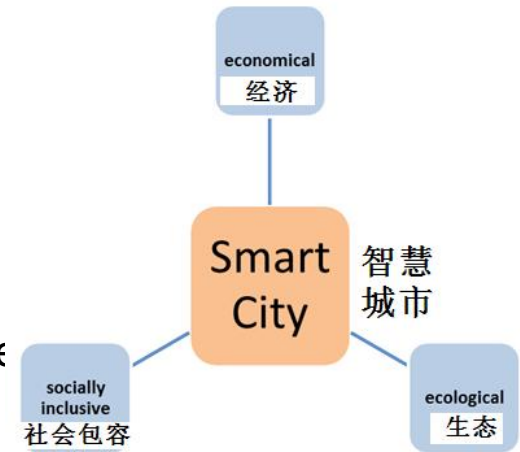 economical
经济
Smart
City
智慧
城市
socially
inclusive
社会包容
ecological
生态